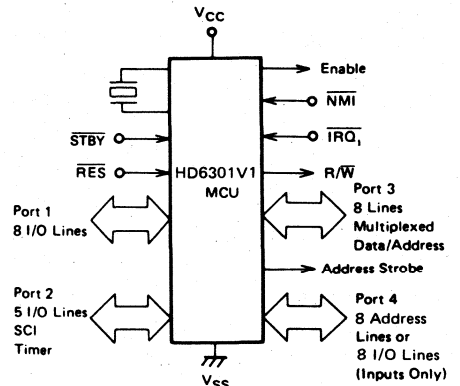 VCC
Enable
NMI
STBY
IRQ1
RES
HD6301V1
MCU
R/W
Port 1
8 I/O Lines
Port 3
8 Lines
Multiplexed
Data/Address
Address Strobe
Port 2
5 I/O Lines
SCI
Timer
Port 4
8 Address
Lines or
8 I/O Lines
(Inputs Only)
VSS